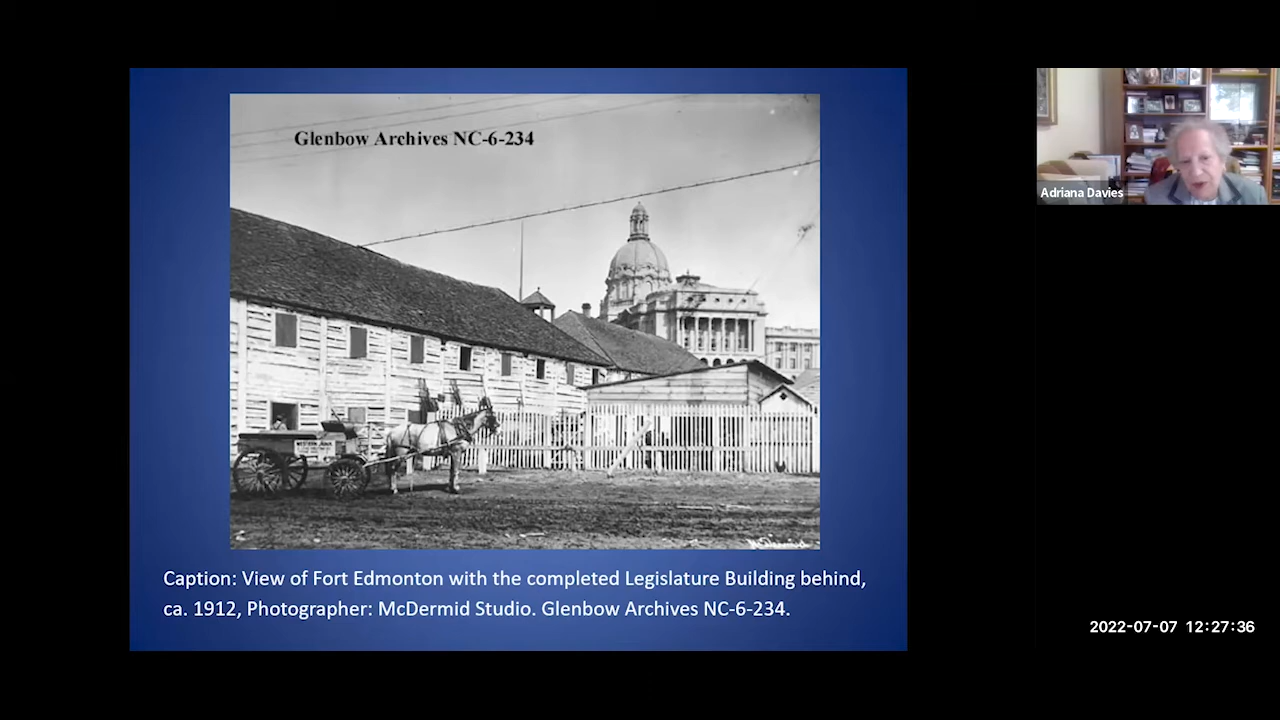 Glenbow Archives NC-6-234
Adriana Davies
Caption: View of Fort Edmonton with the completed Legislature Building behind,
ca. 1912, Photographer: McDermid Studio. Glenbow Archives NC-6-234.
2022-07-07 12:27:36